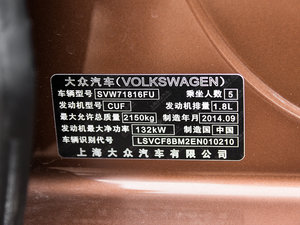 大众汽车(VOLKSWAGEN)
车辆型号 SVW71816FU 乘坐人数 5
发动机型号 CUF 发动机排量 1.8L
最大允许总质量 2150kg 制造年月 2014.09
发动机最大净功率 132kW 制造国 中国
车辆识别代号 LSVCF8BM2EN010210
上海大众汽车有限公司